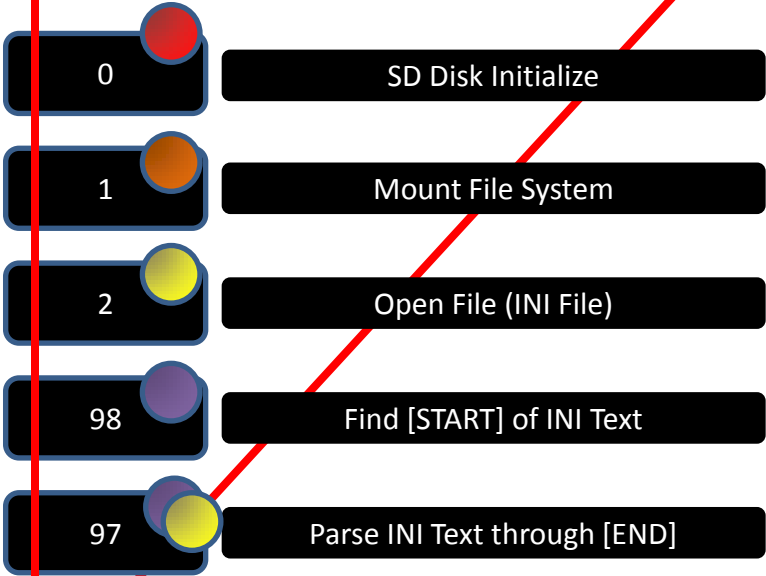 0
SD Disk Initialize
1
Mount File System
2
Open File (INI File)
98
Find [START] of INI Text
97
Parse INI Text through [END]